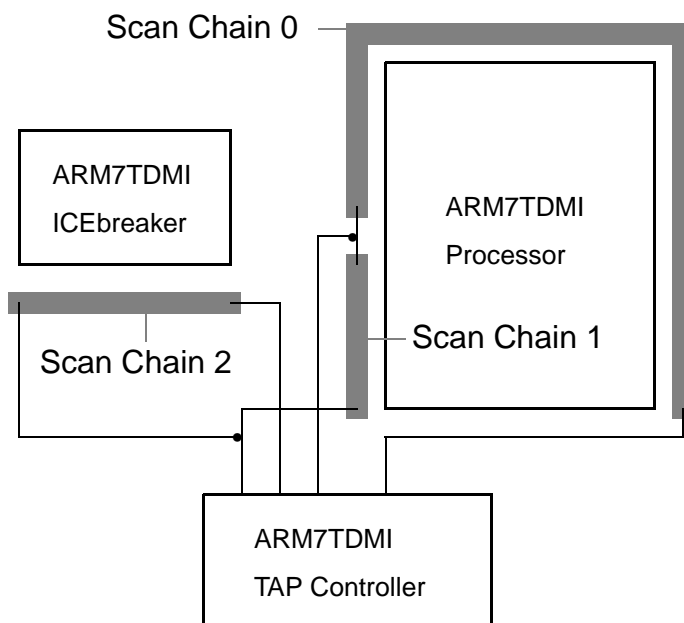 Scan Chain 0
ARM7TDMI
ICEbreaker
ARM7TDMI
Processor
Scan Chain 1
Scan Chain 2
ARM7TDMI
TAP Controller